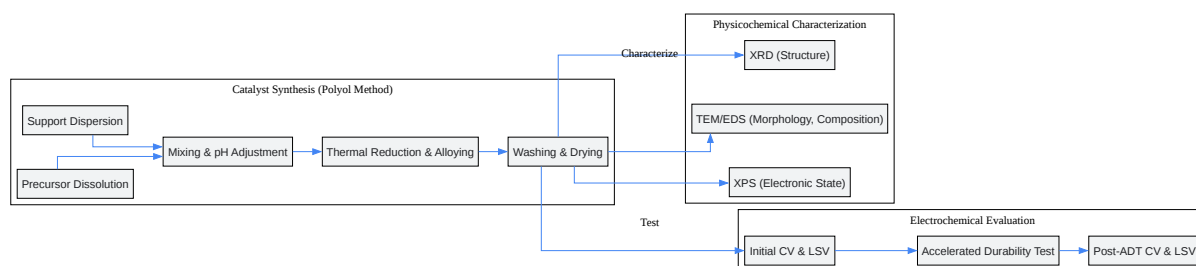 Physicochemical Characterization
Characterize
XRD (Structure)
Catalyst Synthesis (Polyol Method)
Support Dispersion
TEM/EDS (Morphology, Composition)
Mixing & pH Adjustment
Thermal Reduction & Alloying
Washing & Drying
Precursor Dissolution
XPS (Electronic State)
Test
Electrochemical Evaluation
Initial CV & LSV
Accelerated Durability Test
Post-ADT CV & LSV